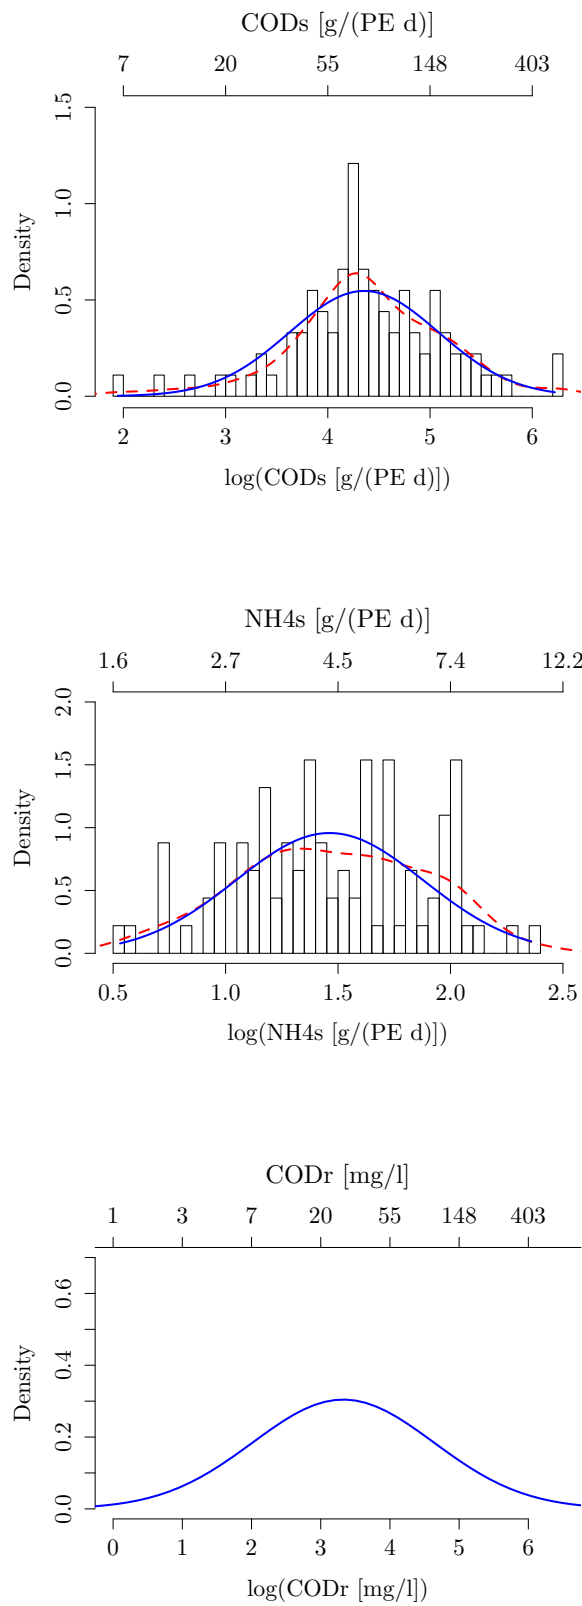 CODs [g/(PE d)]
7 20 55 148 403
1.5
1.0
0.5
0.0
Density
2 3 4 5 6
log(CODs [g/(PE d)])
NH4s [g/(PE d)]
1.6 2.7 4.5 7.4 12.2
2.0
1.5
1.0
0.5
0.0
Density
0.5 1.0 1.5 2.0 2.5
log(NH4s [g/(PE d)])
CODr [mg/l]
1 3 7 20 55 148 403
0.6
0.4
0.2
0.0
Density
0 1 2 3 4 5 6
log(CODr [mg/l])